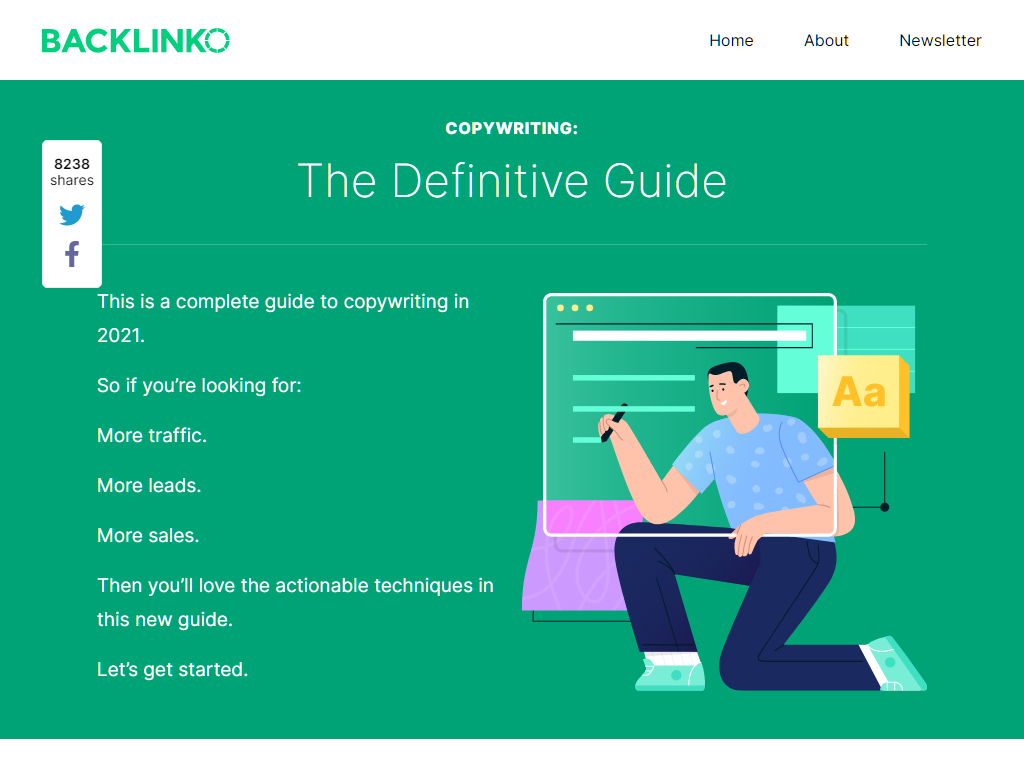 BACKLINKO
Home
About
Newsletter
8238
shares
COPYWRITING:
The Definitive Guide
This is a complete guide to copywriting in
2021.
So if you’re looking for:
More traffic.
More leads.
More sales.
Then you’ll love the actionable techniques in
this new guide.
Let’s get started.
Aa